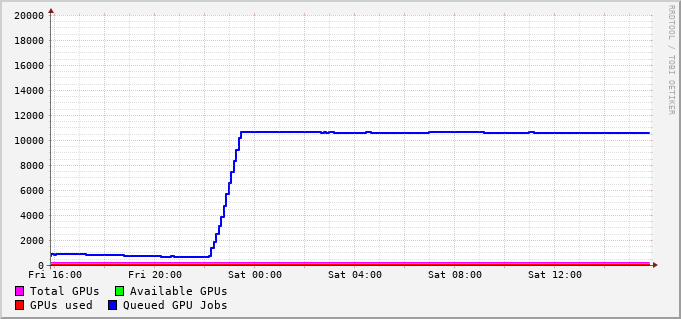 20000
18000
16000
14000
12000
10000
8000
6000
4000
2000
0
Fri 16:00 Fri 20:00 Sat 00:00 Sat 04:00 Sat 08:00 Sat 12:00
Total GPUs Available GPUs
GPUs used Queued GPU Jobs
RRDTOOL / TOBI OETIKER